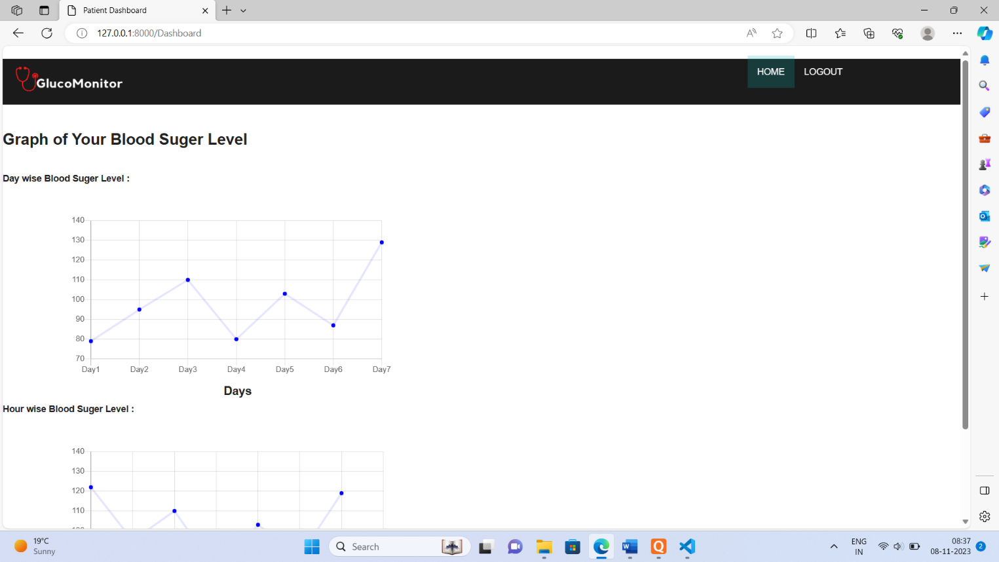 Patient Dashboard
127.0.0.1:8000/Dashboard
GlucoMonitor
HOME LOGOUT
Graph of Your Blood Suger Level
Day wise Blood Suger Level :
140
130
120
110
100
90
80
70
Day1 Day2 Day3 Day4 Day5 Day6 Day7
Days
Hour wise Blood Suger Level :
140
130
120
110
19°C
Sunny
Search
ENG
IN
08:37
08-11-2023
2